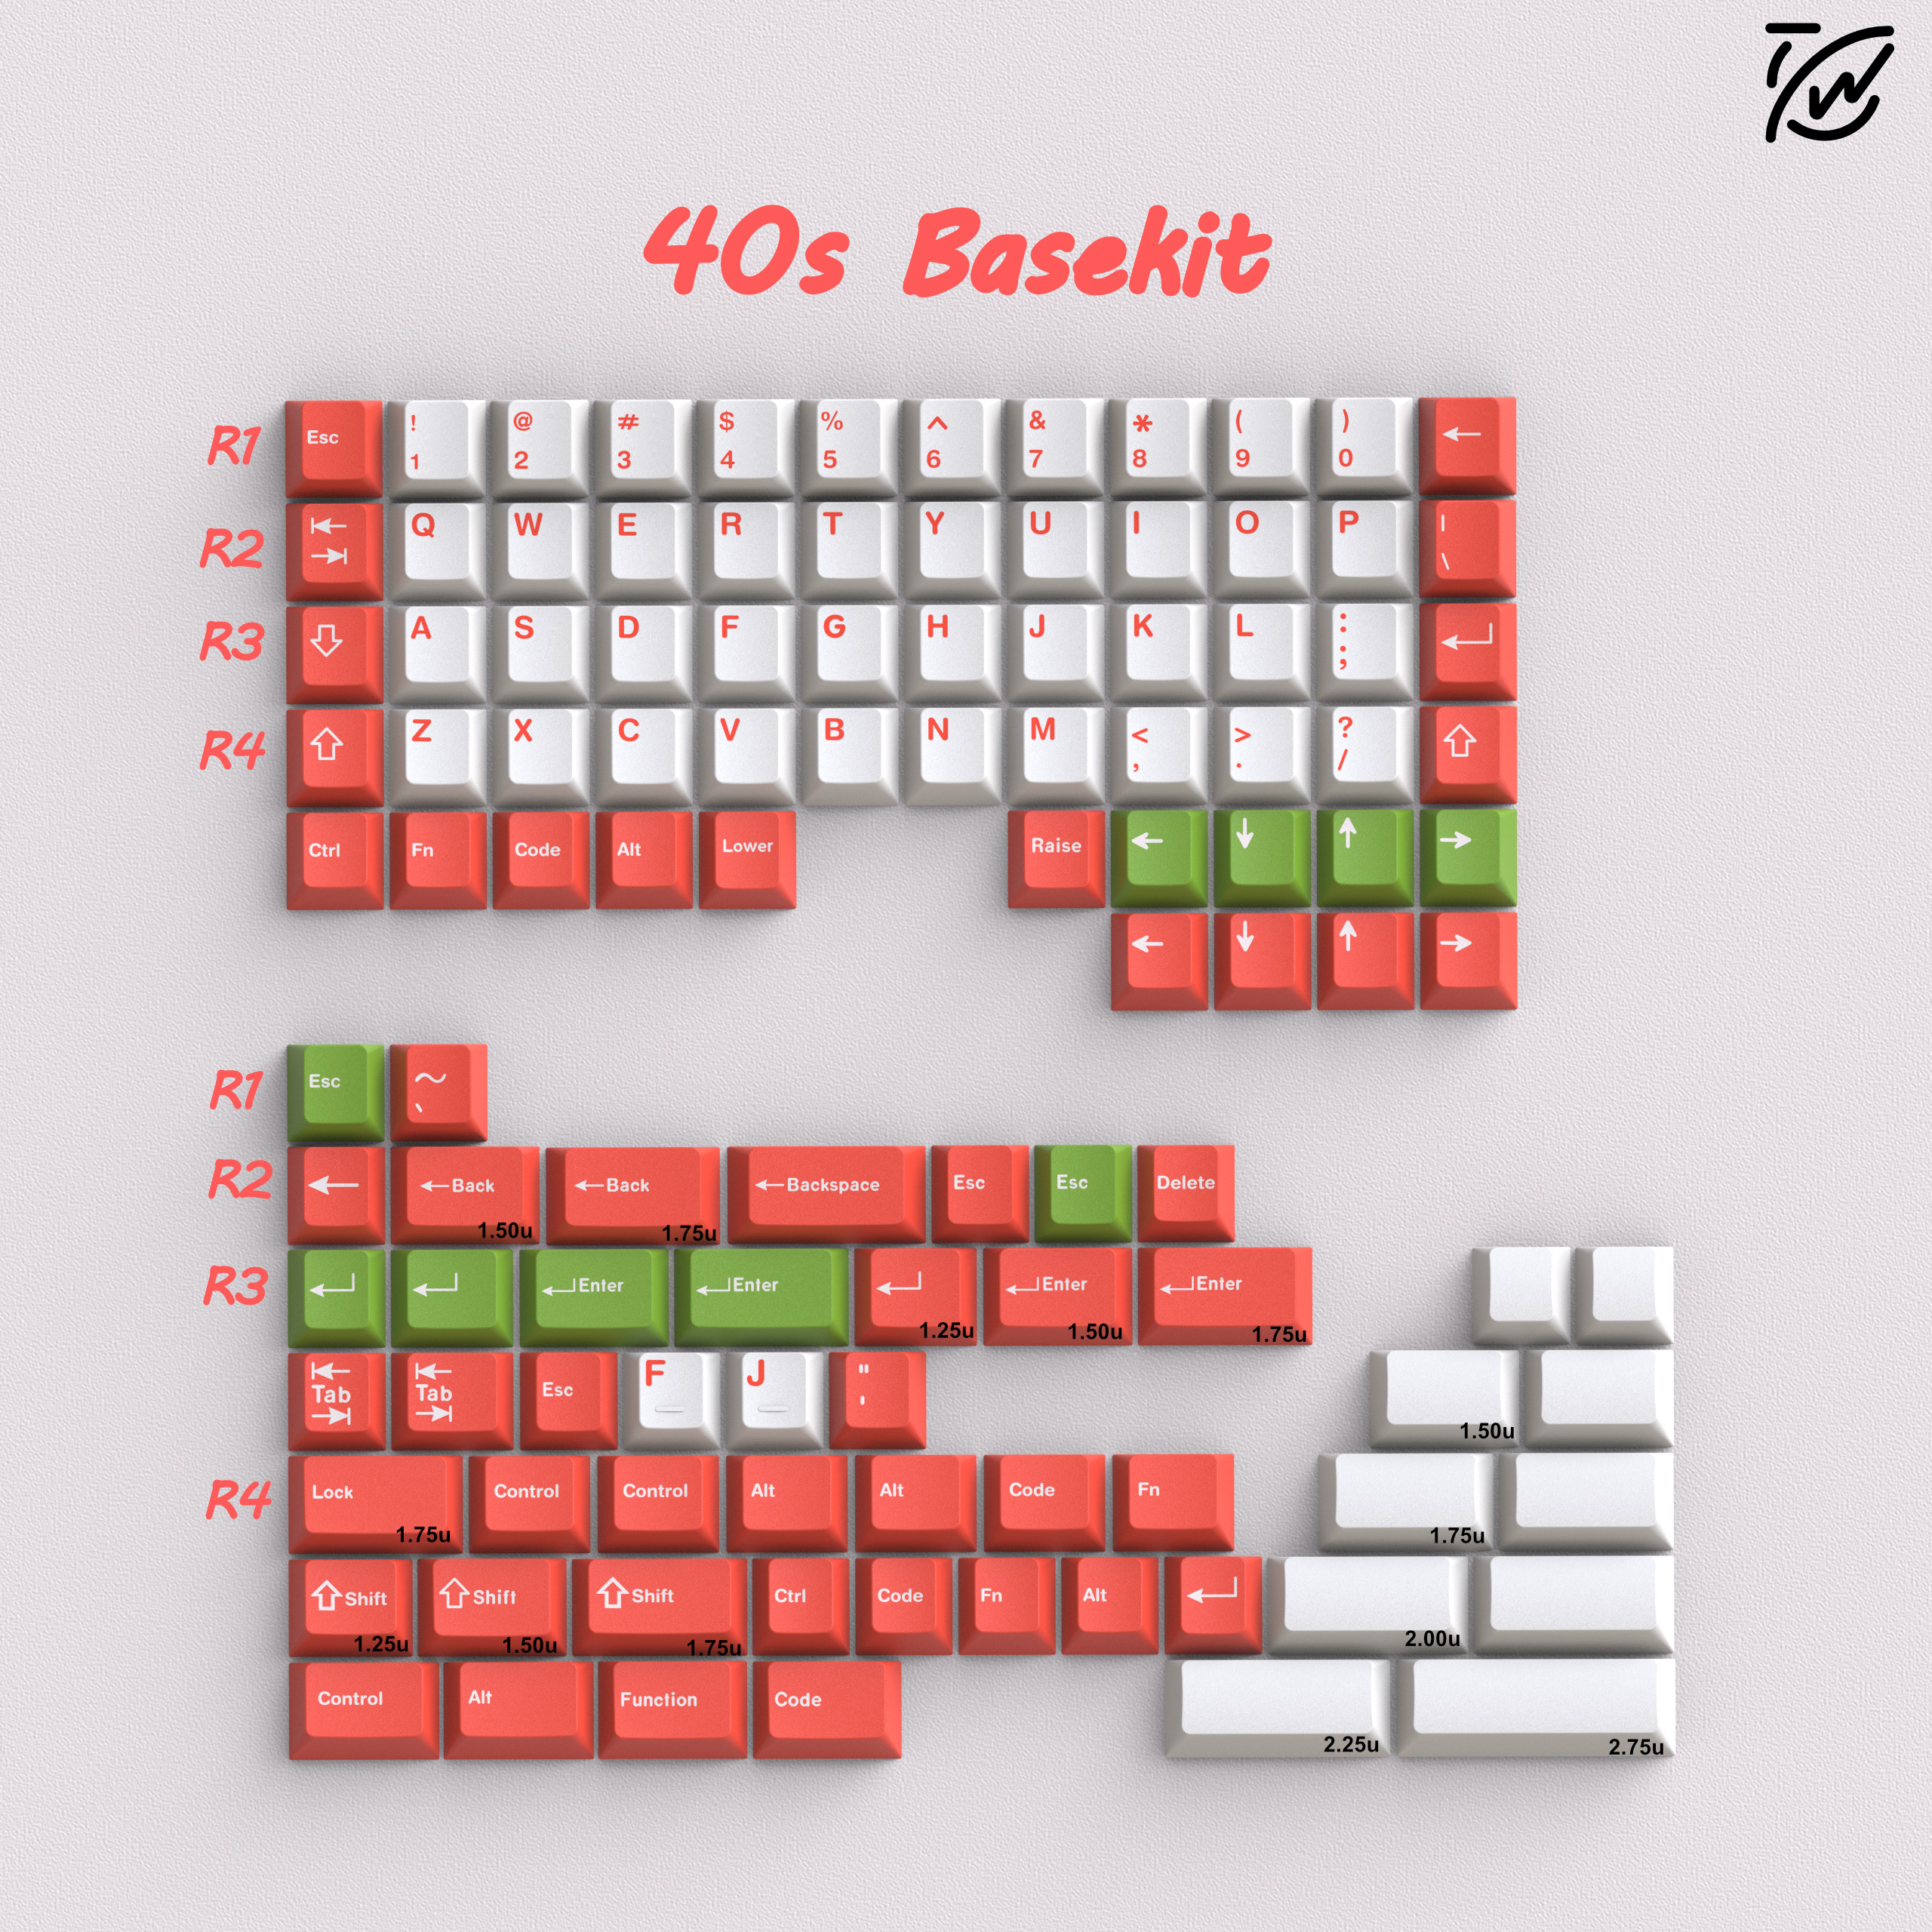 40s Basekit
R1 Esc ! @ # $ % ^ & * ( ) ←
1 2 3 4 5 6 7 8 9 0
R2 Q W E R T Y U I O P | \
R3 A S D F G H J K L : ;
R4 Z X C V B N M < , > . ? /
Ctrl Fn Code Alt Lower Raise ← ↓ ↑ →
← ↓ ↑ →
R1 Esc ~ `
R2 ← ←Back ←Back ←Backspace Esc Esc Delete
1.50u 1.75u
R3 Enter Enter Enter Enter
1.25u 1.50u 1.75u
Tab Tab Esc F J " '
1.50u
R4 Lock Control Control Alt Alt Code Fn
1.75u 1.75u
Shift Shift Shift Ctrl Code Fn Alt
1.25u 1.50u 1.75u 2.00u
Control Alt Function Code
2.25u 2.75u